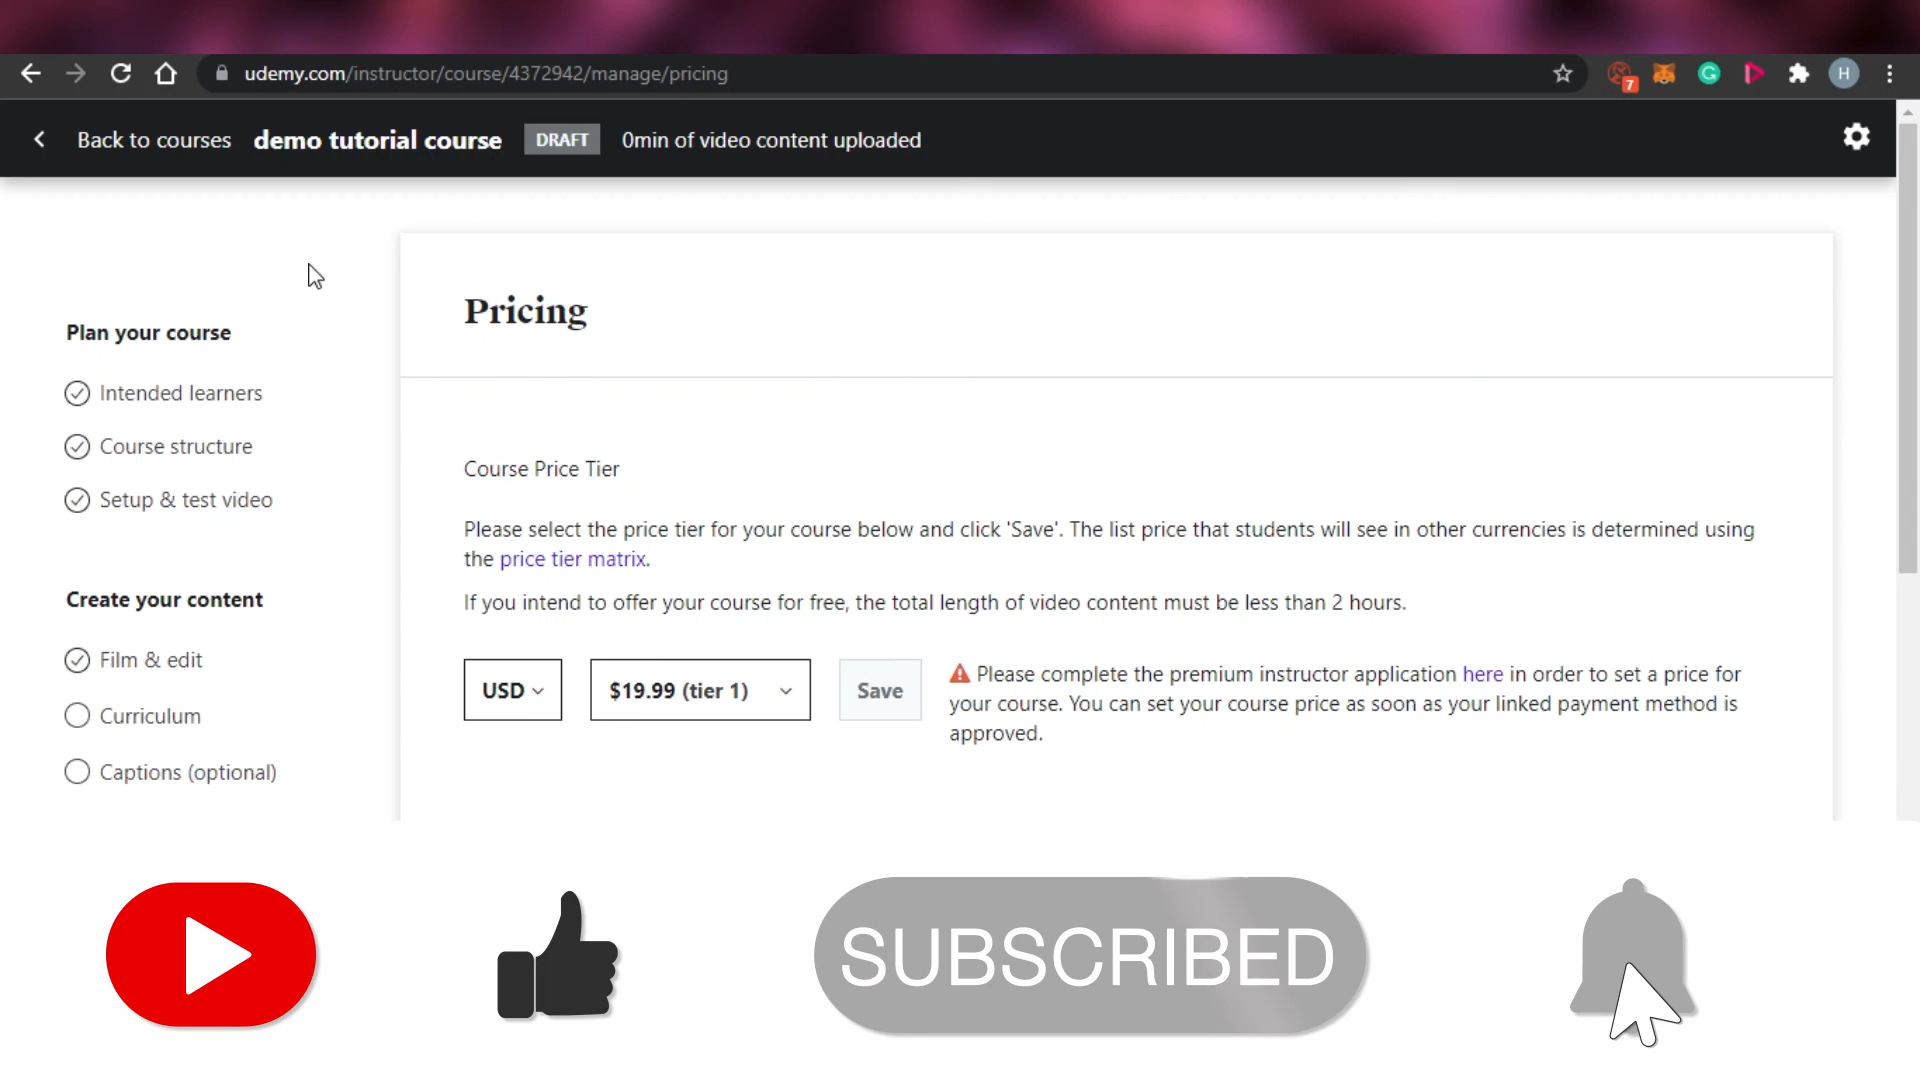 udemy.com/instructor/course/4372942/manage/pricing
7
G
H
Back to courses demo tutorial course DRAFT 0min of video content uploaded
Pricing
Plan your course
Intended learners
Course structure
Setup & test video
Create your content
Film & edit
Curriculum
Captions (optional)
Course Price Tier
Please select the price tier for your course below and click 'Save'. The list price that students will see in other currencies is determined using
the price tier matrix.
If you intend to offer your course for free, the total length of video content must be less than 2 hours.
USD $19.99 (tier 1) Save
Please complete the premium instructor application here in order to set a price for
your course. You can set your course price as soon as your linked payment method is
approved.
SUBSCRIBED